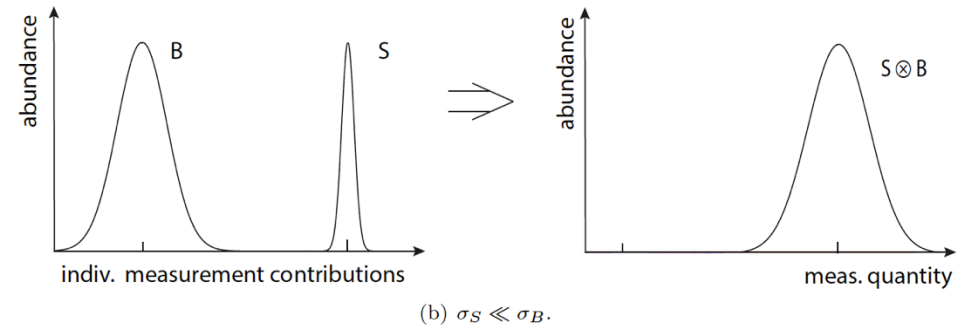 abundance
B
S
indiv. measurement contributions
abundance
S ⊗ B
meas. quantity
(b) σ_S ≪ σ_B.